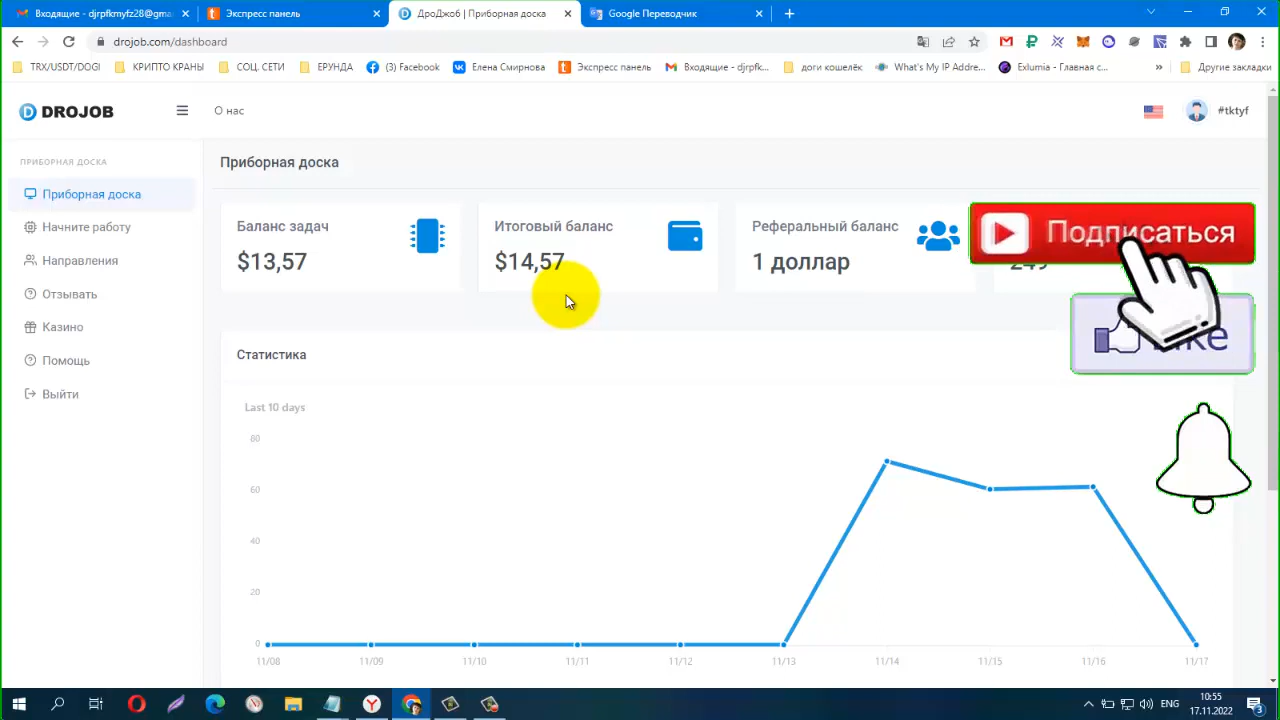 Входящие - djrpfkmyfz28@gmai
Экспресс панель
ДроДжоб | Приборная доска
Google Переводчик
drojob.com/dashboard
TRX/USDT/DOGI
КРИПТО КРАНЫ
СОЦ. СЕТИ
ЕРУНДА
(3) Facebook
Елена Смирнова
Экспресс панель
Входящие - djrpfk...
доги кошелёк
What's My IP Addre...
Exlumia - Главная с...
»
Другие закладки
DROJOB
О нас
#tktyf
ПРИБОРНАЯ ДОСКА
Приборная доска
Начните работу
Направления
Отзывать
Казино
Помощь
Выйти
Приборная доска
Баланс задач
$13,57
Итоговый баланс
$14,57
Реферальный баланс
1 доллар
Подписаться
249
Like
Статистика
Last 10 days
80
60
40
20
0
11/08 11/09 11/10 11/11 11/12 11/13 11/14 11/15 11/16 11/17
ENG
10:55
17.11.2022
3